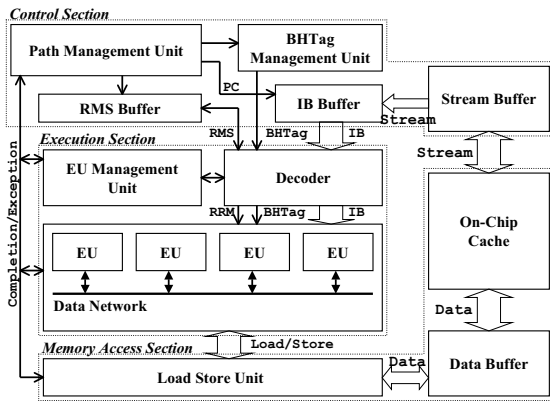 Control Section
Path Management Unit
BHTag
Management Unit
PC
RMS Buffer
IB Buffer
Stream Buffer
Stream
RMS
BHTag
IB
Stream
Execution Section
EU Management
Unit
Decoder
On-Chip
Cache
RRM
BHTag
IB
EU
EU
EU
EU
Data Network
Completion/Exception
Data
Load/Store
Memory Access Section
Load Store Unit
Data
Data Buffer